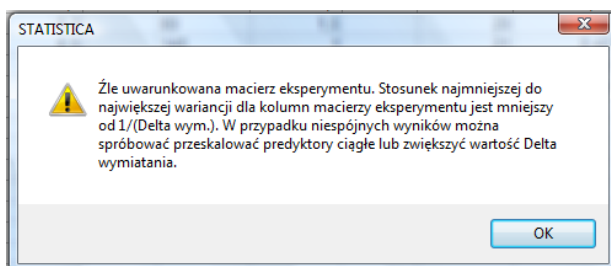 STATISTICA
Źle uwarunkowana macierz eksperymentu. Stosunek najmniejszej do
największej wariancji dla kolumn macierzy eksperymentu jest mniejszy
od 1/(Delta wym.). W przypadku niespójnych wyników można
spróbować przeskalować predyktory ciągłe lub zwiększyć wartość Delta
wymiatania.
OK